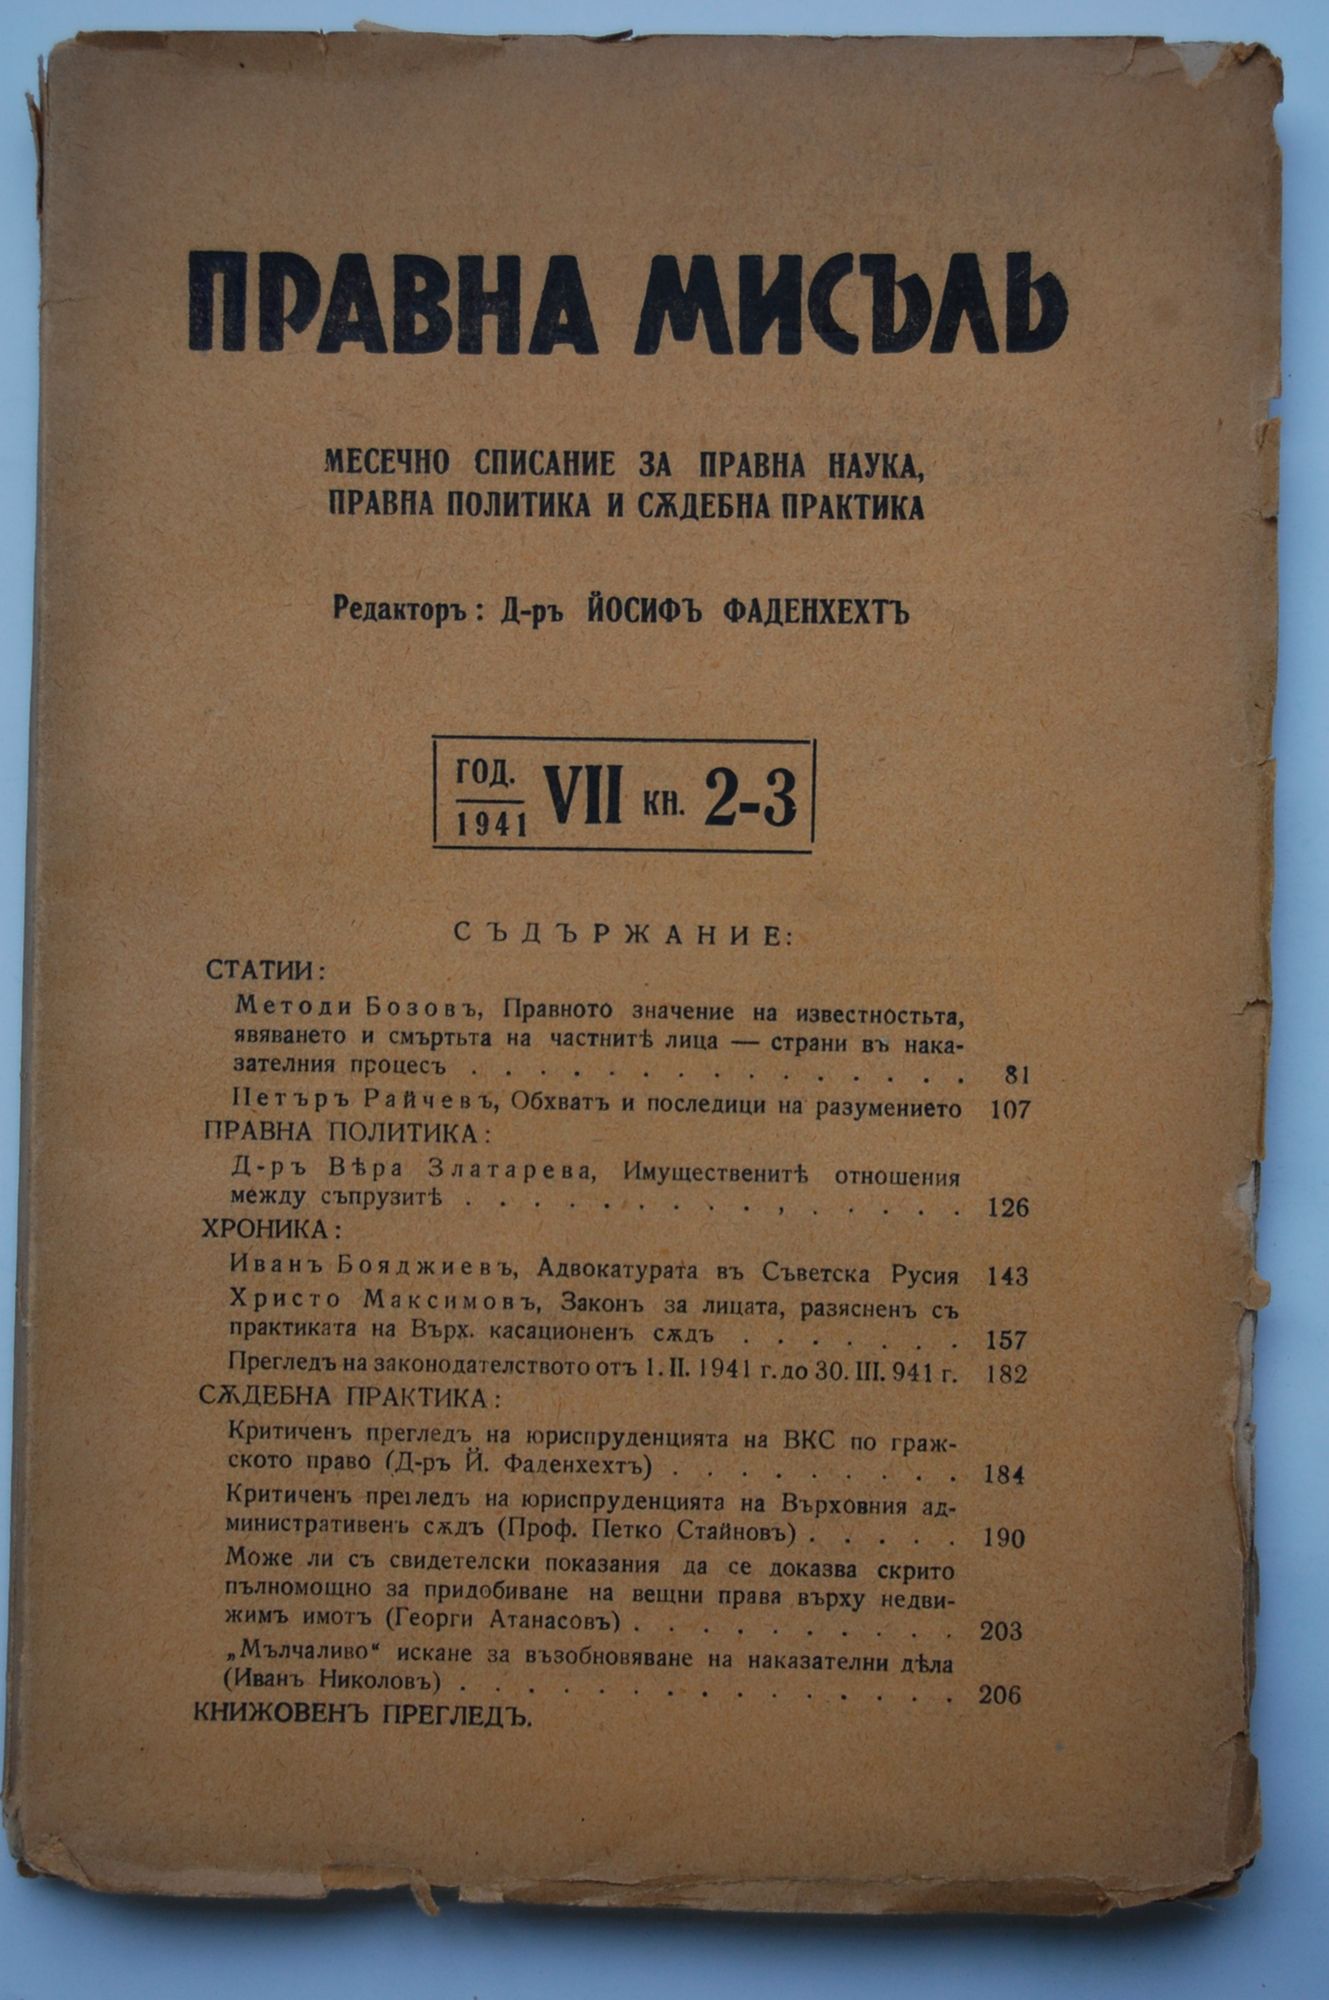 ПРАВНА МИСЪЛЬ
МЕСЕЧНО СПИСАНИЕ ЗА ПРАВНА НАУКА,
ПРАВНА ПОЛИТИКА И СѪДЕБНА ПРАКТИКА
Редакторъ: Д-ръ ЙОСИФЪ ФАДЕНХЕХТЪ
ГОД. 1941 VII КН. 2-3
СЪДЪРЖАНИЕ:
СТАТИИ:
Методи Бозовъ, Правното значение на известностьта,
явяването и смъртьта на частнитѣ лица — страни въ нака-
зателния процесъ . . . . . . . . . . . . . . . 81
Петъръ Райчевъ, Обхватъ и последици на разумението 107
ПРАВНА ПОЛИТИКА:
Д-ръ Вѣра Златарева, Имущественитѣ отношения
между съпрузитѣ . . . . . . . . . , . . . . . 126
ХРОНИКА:
Иванъ Бояджиевъ, Адвокатурата въ Съветска Русия 143
Христо Максимовъ, Законъ за лицата, разясненъ съ
практиката на Върх. касационенъ сѫдъ . . . . . . . 157
Прегледъ на законодателството отъ 1. II. 1941 г. до 30. III. 941 г. 182
СѪДЕБНА ПРАКТИКА:
Критиченъ прегледъ на юриспруденцията на ВКС по граж-
ското право (Д-ръ Й. Фаденхехтъ) . . . . . . . . . 184
Критиченъ прегледъ на юриспруденцията на Върховния ад-
министративенъ сѫдъ (Проф. Петко Стайновъ) . . . . . 190
Може ли съ свидетелски показания да се доказва скрито
пълномощно за придобиване на вещни права върху недви-
жимъ имотъ (Георги Атанасовъ) . . . . . . . . . . 203
„Мълчаливо“ искане за възобновяване на наказателни дѣла
(Иванъ Николовъ) . . . . . . . . . . . . . . . 206
КНИЖОВЕНЪ ПРЕГЛЕДЪ.